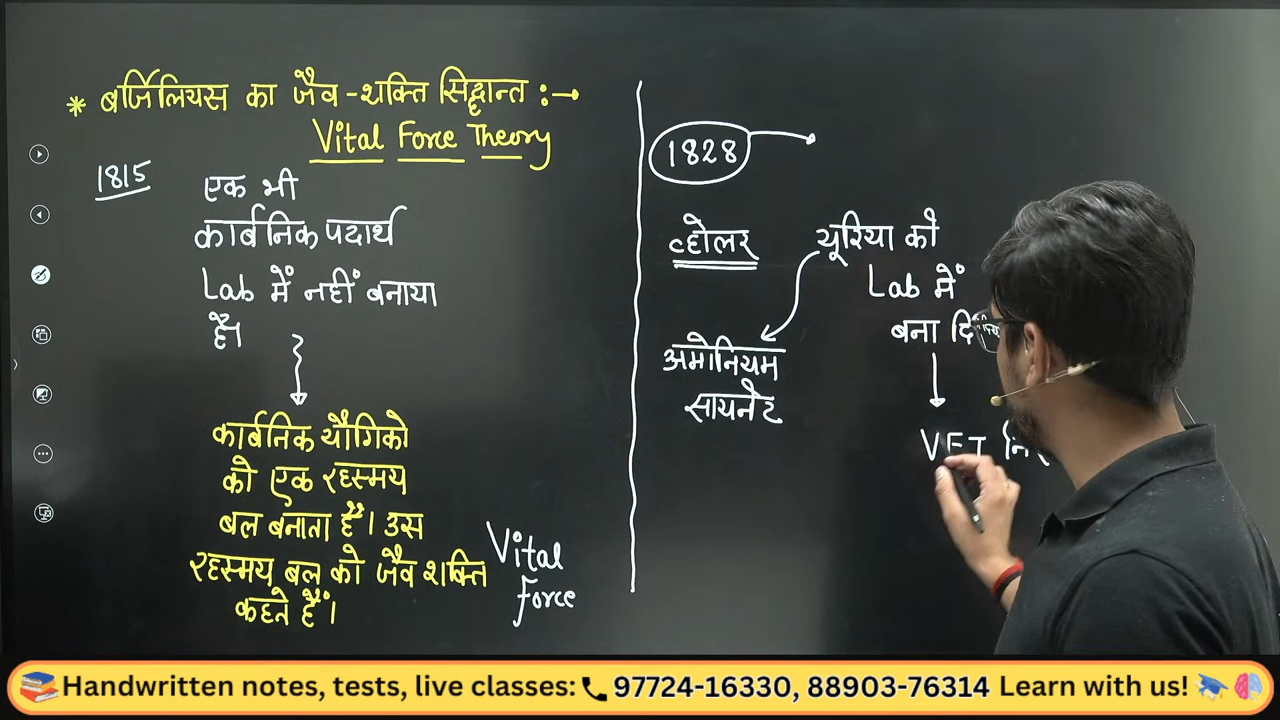 * बर्जिलियस का जैव-शक्ति सिद्धान्त :→
Vital Force Theory
1815
एक भी
कार्बनिक पदार्थ
Lab में नहीं बनाया
है।
कार्बनिक यौगिको
को एक रहस्मय
बल बनाता है। उस
रहस्मय बल को जैव शक्ति
कहते हैं।
Vital
force
1828
व्होलर
यूरिया को
Lab में
बना
अमोनियम
सायनेट
VFT
Handwritten notes, tests, live classes: 97724-16330, 88903-76314 Learn with us!